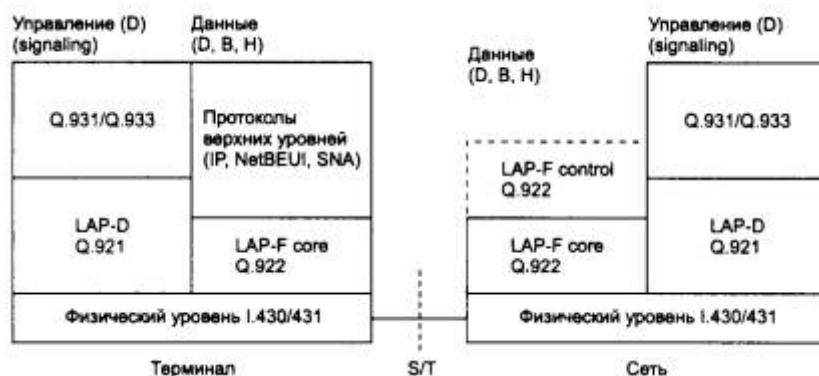 Управление (D)
(signaling)
Данные
(D, B, H)
Q.931/Q.933
Протоколы
верхних уровней
(IP, NetBEUI, SNA)
LAP-D
Q.921
LAP-F core
Q.922
Физический уровень I.430/431
Терминал
S/T
Данные
(D, B, H)
Управление (D)
(signaling)
LAP-F control
Q.922
Q.931/Q.933
LAP-F core
Q.922
LAP-D
Q.921
Физический уровень I.430/431
Сеть